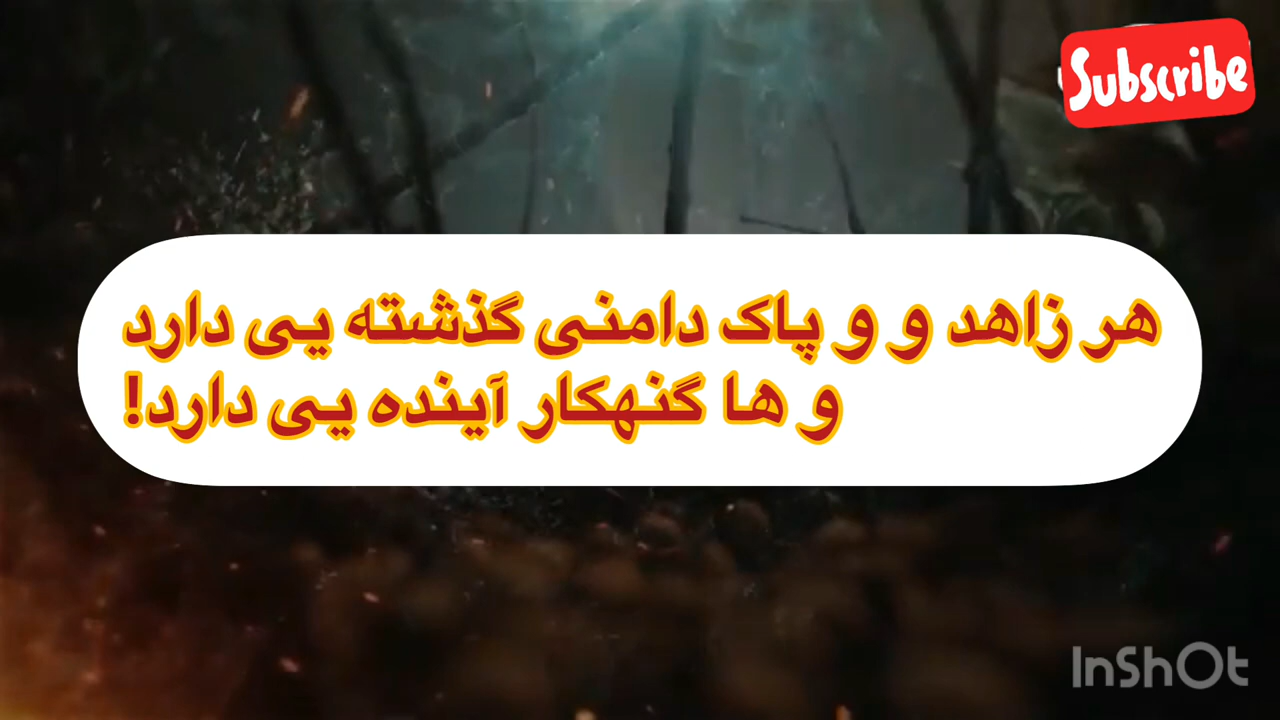 Subscribe
هر زاهد و و پاک دامنی گذشته یی دارد
و ها گنهکار آینده یی دارد!
InShOt